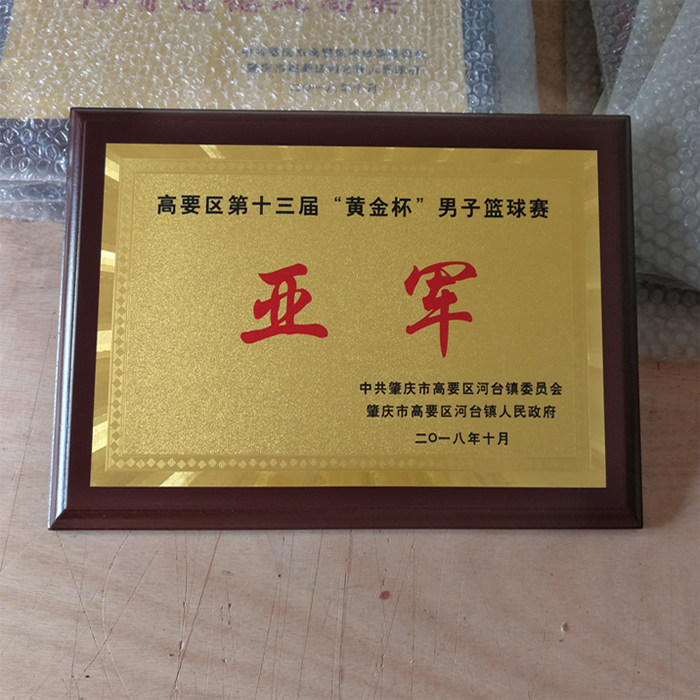 高要区第十三届“黄金杯”男子篮球赛
亚军
中共肇庆市高要区河台镇委员会
肇庆市高要区河台镇人民政府
二〇一八年十月